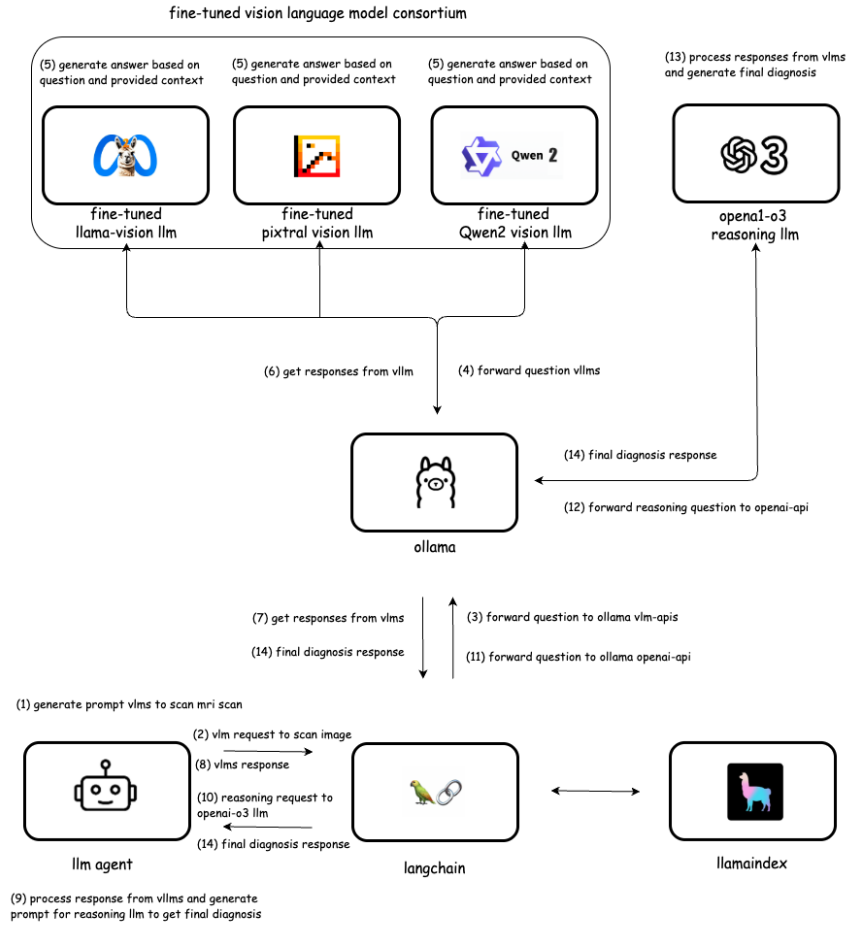 fine-tuned vision language model consortium
(5) generate answer based on
question and provided context
(5) generate answer based on
question and provided context
(5) generate answer based on
question and provided context
(13) process responses from vlms
and generate final diagnosis
Qwen 2
3
fine-tuned
llama-vision llm
fine-tuned
pixtral vision llm
fine-tuned
Qwen2 vision llm
opena1-o3
reasoning llm
(6) get responses from vllm
(4) forward question vllms
(14) final diagnosis response
(12) forward reasoning question to openai-api
ollama
(7) get responses from vlms
(3) forward question to ollama vlm-apis
(14) final diagnosis response
(11) forward question to ollama openai-api
(1) generate prompt vlms to scan mri scan
(2) vlm request to scan image
(8) vlms response
(10) reasoning request to
openai-o3 llm
(14) final diagnosis response
llm agent
langchain
llamaindex
(9) process response from vllms and generate
prompt for reasoning llm to get final diagnosis